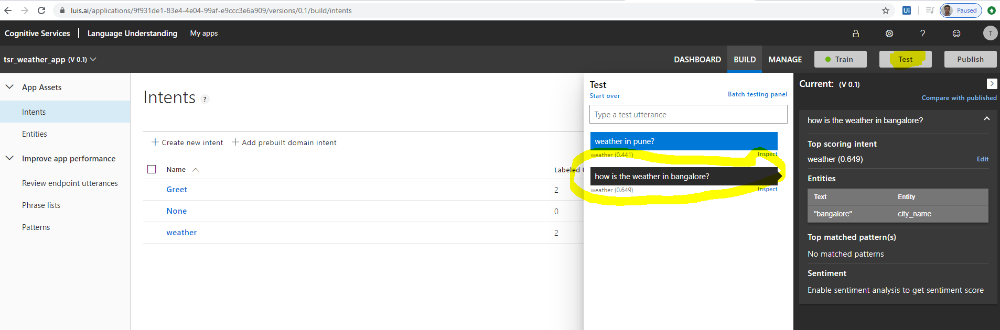 luis.ai/applications/9f931de1-83e4-4e04-99af-e9ccc3e6a909/versions/0.1/build/intents
Ui
Paused
Cognitive Services
Language Understanding
My apps
?
T
tsr_weather_app (V 0.1)
DASHBOARD
BUILD
MANAGE
Train
Test
Publish
App Assets
Intents
Entities
Improve app performance
Review endpoint utterances
Phrase lists
Patterns
Intents ?
+ Create new intent
+ Add prebuilt domain intent
Name
Labeled
Greet 2
None 0
weather 2
Test
Start over
Batch testing panel
Type a test utterance
weather in pune?
weather (0.441)
Inspect
how is the weather in bangalore?
weather (0.649)
Inspect
Current: (V 0.1)
Compare with published
how is the weather in bangalore?
Top scoring intent
weather (0.649)
Edit
Entities
Text Entity
"bangalore" city_name
Top matched pattern(s)
No matched patterns
Sentiment
Enable sentiment analysis to get sentiment score